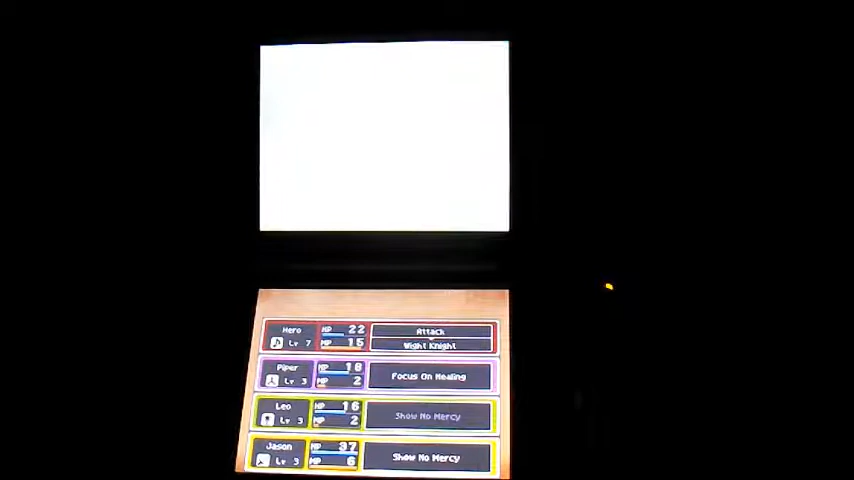 Hero HP 22 Attack
Lv 7 MP 15 Wight Knight
Piper HP 18 Focus On Healing
Lv 3 MP 2
Leo HP 16 Show No Mercy
Lv 3 MP 2
Jason HP 37 Show No Mercy
Lv 3 MP 6